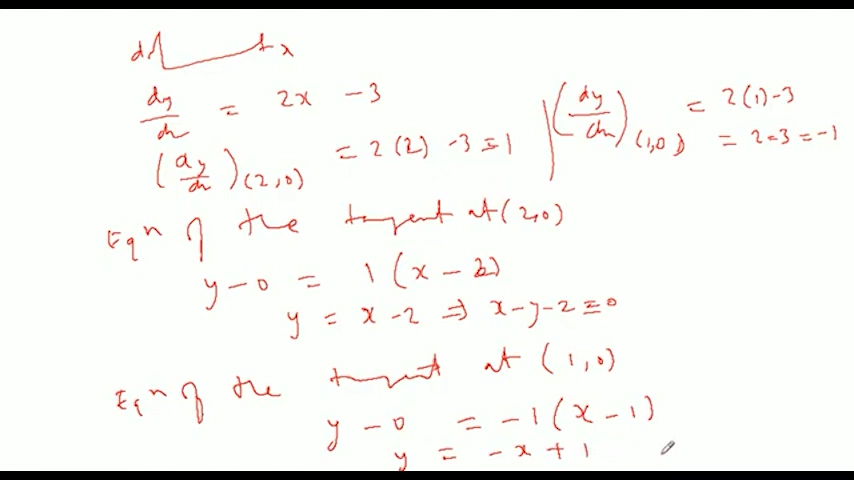 dy/dx = 2x - 3
(dy/dx)(2,0) = 2(2) - 3 = 1
(dy/dx)(1,0) = 2(1) - 3
= 2 - 3 = -1
Eqn of the tangent at (2,0)
y - 0 = 1(x - 2)
y = x - 2 ⇒ x - y - 2 = 0
Eqn of the tangent at (1,0)
y - 0 = -1(x - 1)
y = -x + 1